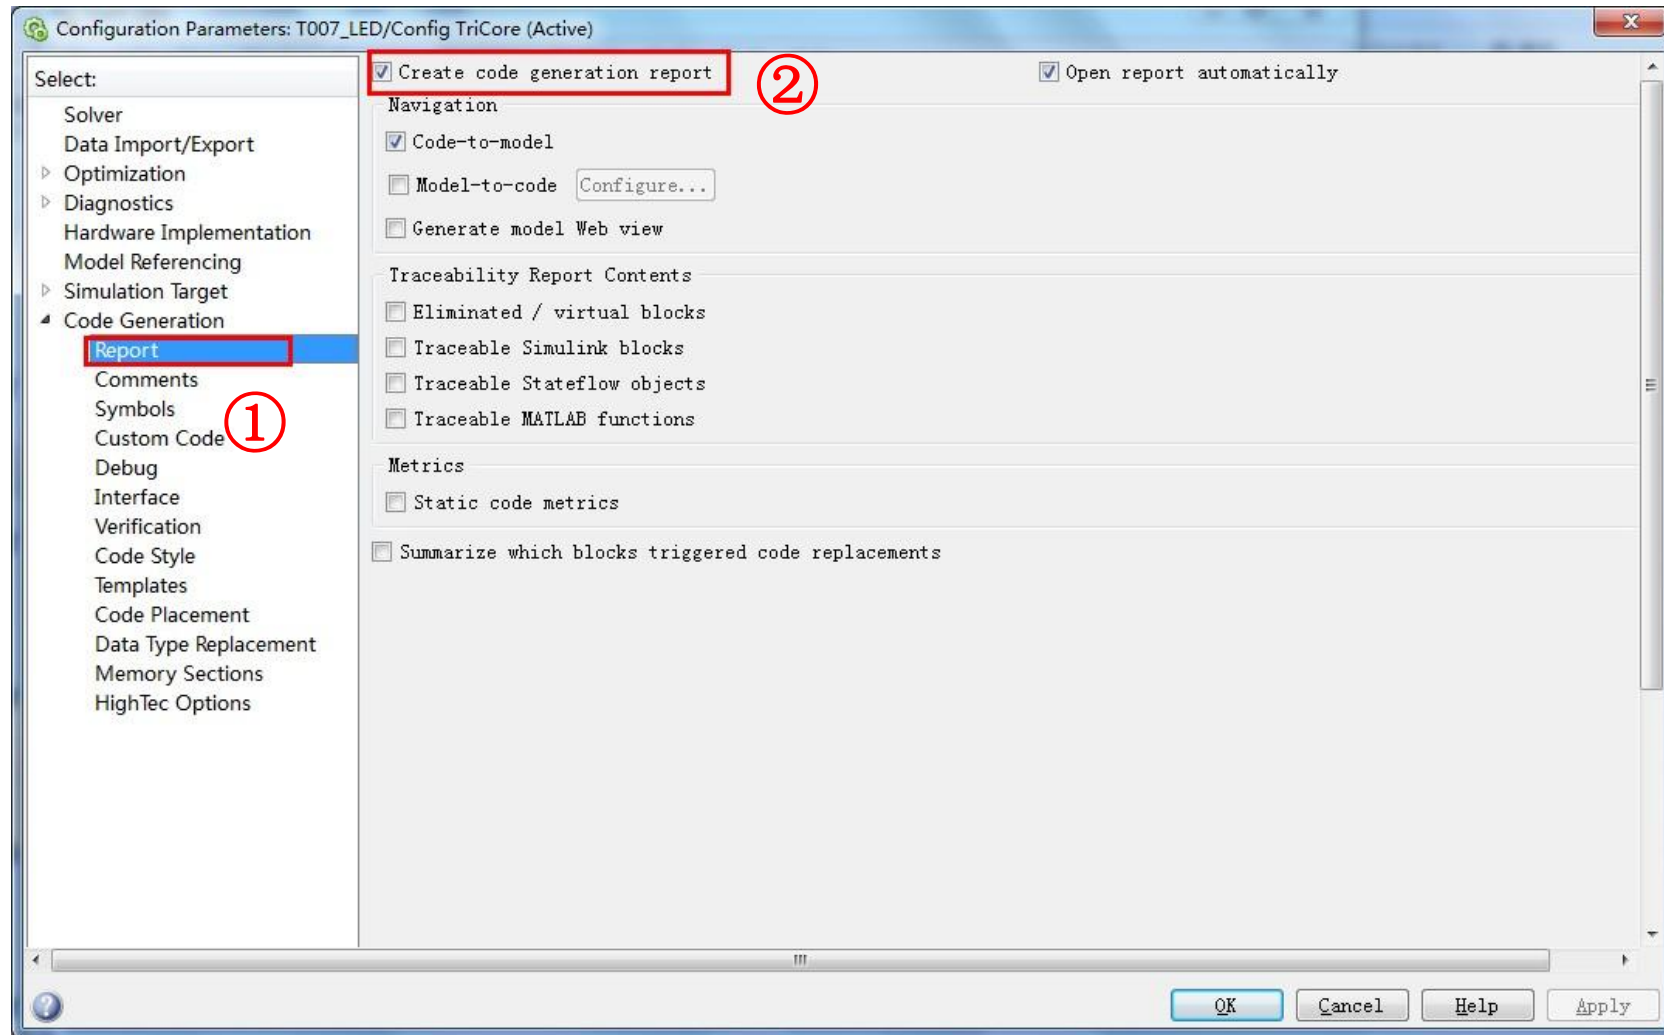 Configuration Parameters: T007_LED/Config TriCore (Active)
Select:
Solver
Data Import/Export
Optimization
Diagnostics
Hardware Implementation
Model Referencing
Simulation Target
Code Generation
Report
Comments
Symbols
Custom Code
①
Debug
Interface
Verification
Code Style
Templates
Code Placement
Data Type Replacement
Memory Sections
HighTec Options
Create code generation report
②
Open report automatically
Navigation
Code-to-model
Model-to-code Configure...
Generate model Web view
Traceability Report Contents
Eliminated / virtual blocks
Traceable Simulink blocks
Traceable Stateflow objects
Traceable MATLAB functions
Metrics
Static code metrics
Summarize which blocks triggered code replacements
OK Cancel Help Apply